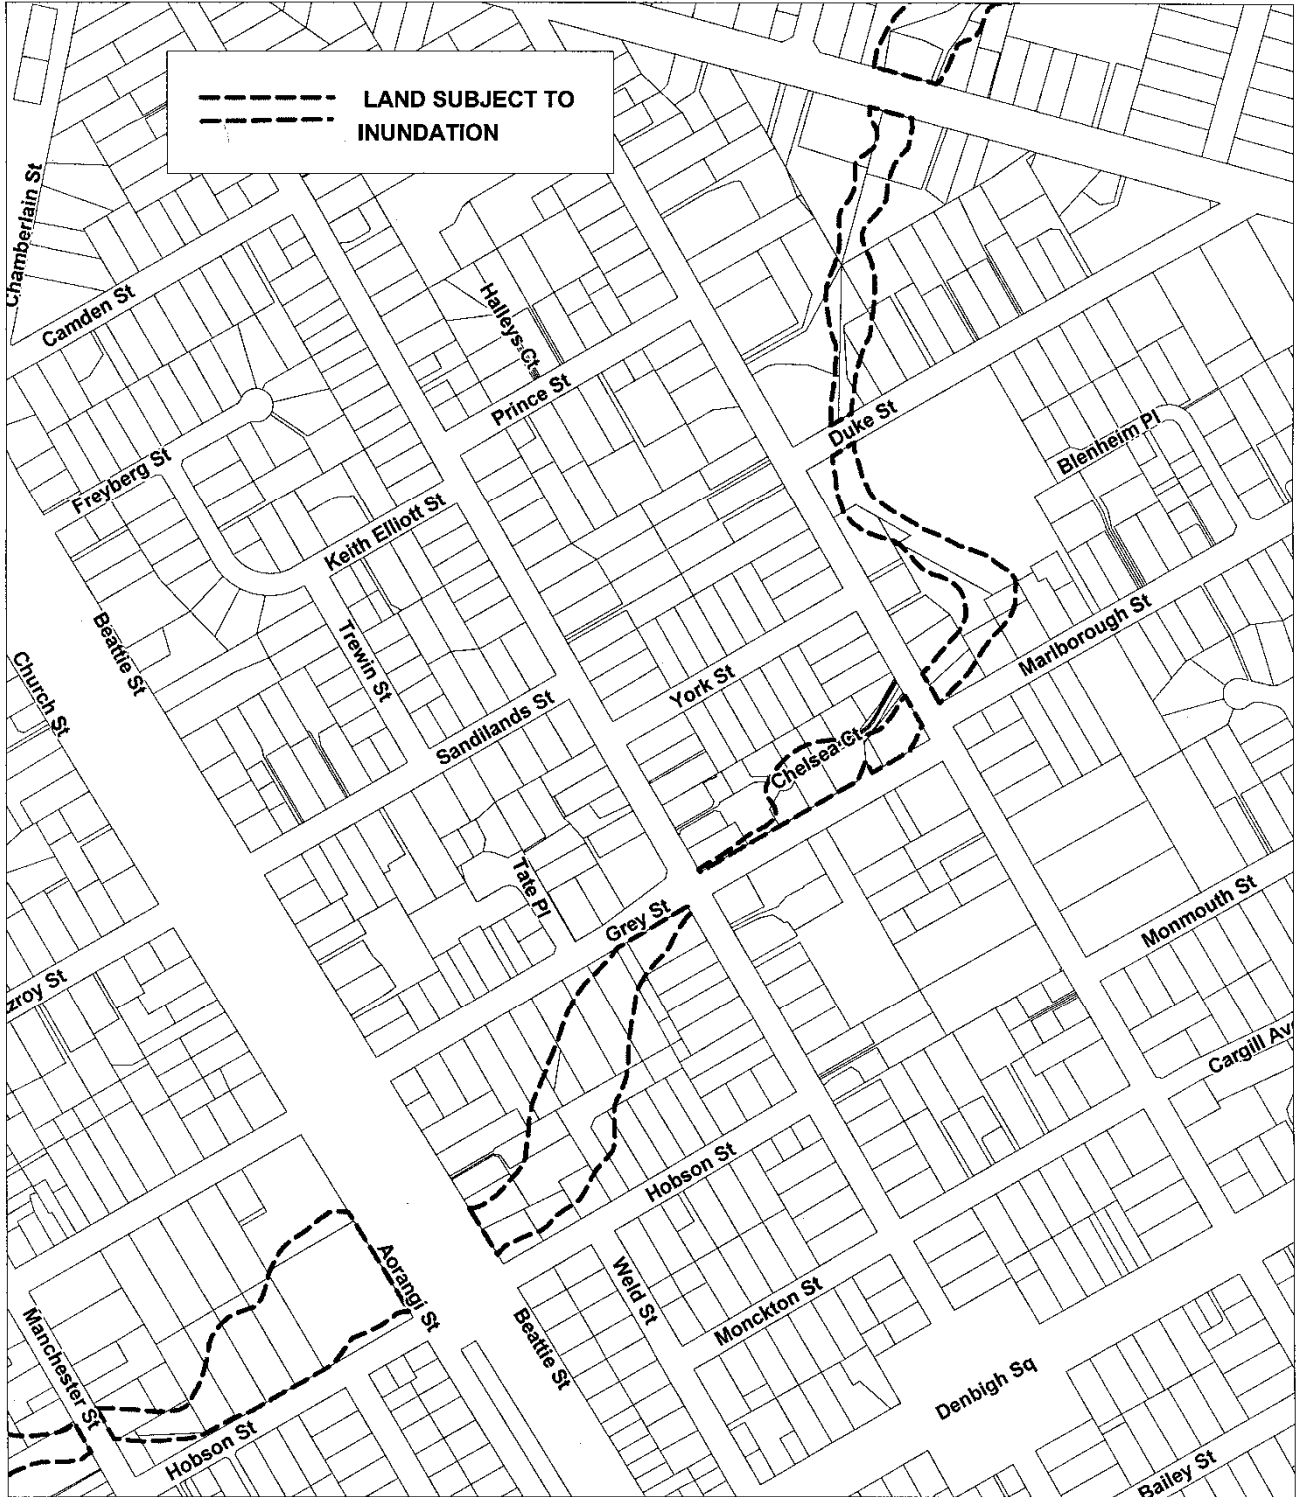 LAND SUBJECT TO
INUNDATION
Chamberlain St
Camden St
Halleys Ct
Prince St
Duke St
Blenheim Pl
Freyberg St
Keith Elliott St
Beattie St
Trewin St
Church St
Marlborough St
York St
Sandilands St
Chelsea Ct
Tate Pl
Grey St
Monmouth St
zroy St
Cargill Av
Hobson St
Aorangi St
Weld St
Monckton St
Manchester St
Beattie St
Denbigh Sq
Hobson St
Bailey St